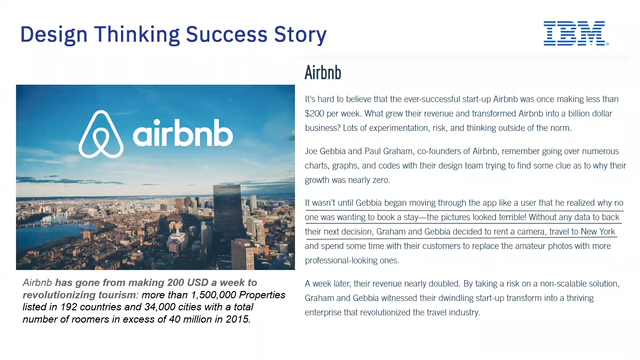 Design Thinking Success Story
IBM
airbnb
Airbnb has gone from making 200 USD a week to
revolutionizing tourism: more than 1,500,000 Properties
listed in 192 countries and 34,000 cities with a total
number of roomers in excess of 40 million in 2015.
Airbnb
It's hard to believe that the ever-successful start-up Airbnb was once making less than
$200 per week. What grew their revenue and transformed Airbnb into a billion dollar
business? Lots of experimentation, risk, and thinking outside of the norm.
Joe Gebbia and Paul Graham, co-founders of Airbnb, remember going over numerous
charts, graphs, and codes with their design team trying to find some clue as to why their
growth was nearly zero.
It wasn't until Gebbia began moving through the app like a user that he realized why no
one was wanting to book a stay—the pictures looked terrible! Without any data to back
their next decision, Graham and Gebbia decided to rent a camera, travel to New York
and spend some time with their customers to replace the amateur photos with more
professional-looking ones.
A week later, their revenue nearly doubled. By taking a risk on a non-scalable solution,
Graham and Gebbia witnessed their dwindling start-up transform into a thriving
enterprise that revolutionized the travel industry.